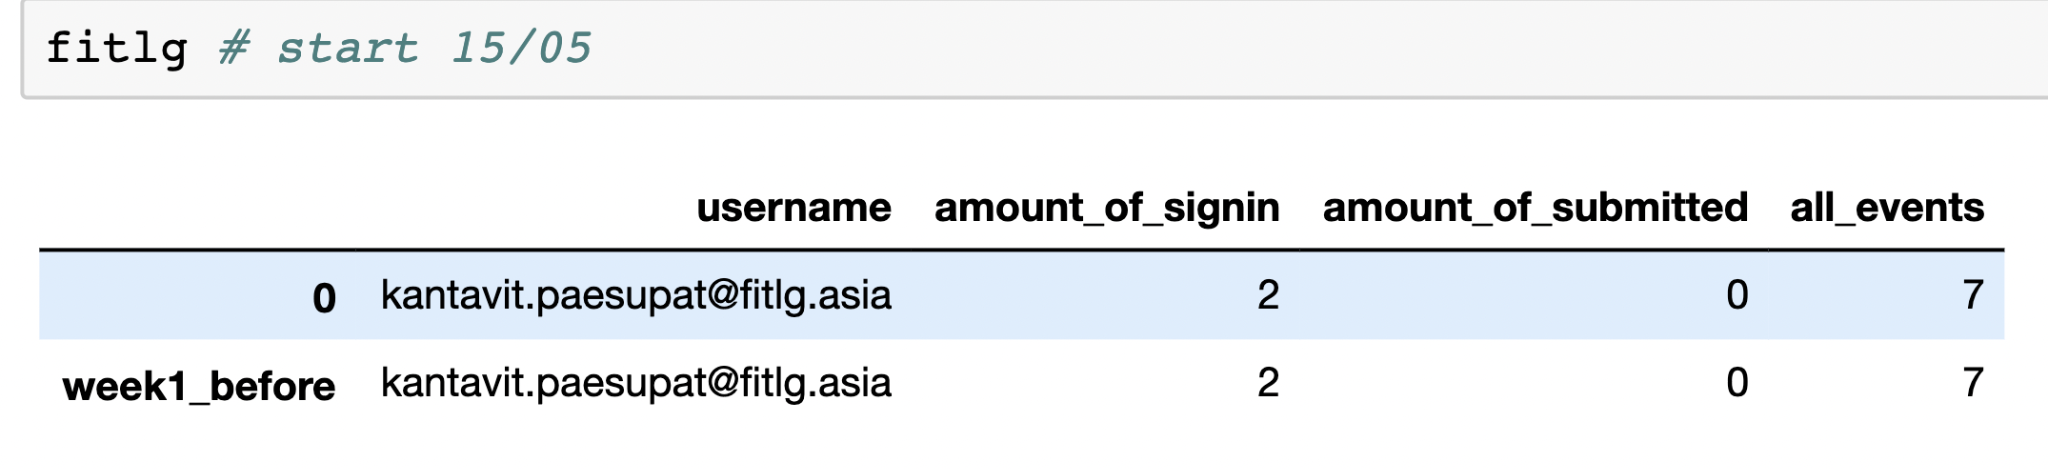 fitlg # start 15/05
username amount_of_signin amount_of_submitted all_events
0 kantavit.paesupat@fitlg.asia 2 0 7
week1_before kantavit.paesupat@fitlg.asia 2 0 7